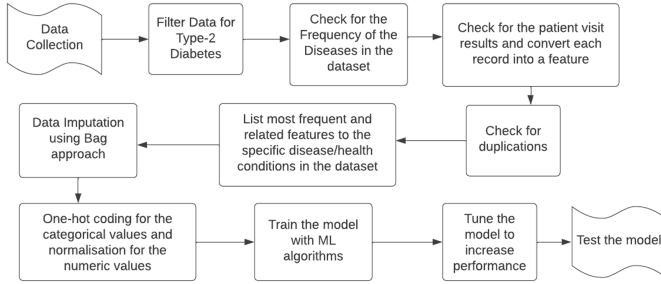 Data
Collection
Filter Data for
Type-2
Diabetes
Check for the
Frequency of the
Diseases in the
dataset
Check for the patient visit
results and convert each
record into a feature
Check for
duplications
List most frequent and
related features to the
specific disease/health
conditions in the dataset
Data Imputation
using Bag
approach
One-hot coding for the
categorical values and
normalisation for the
numeric values
Train the model
with ML
algorithms
Tune the
model to
increase
performance
Test the model